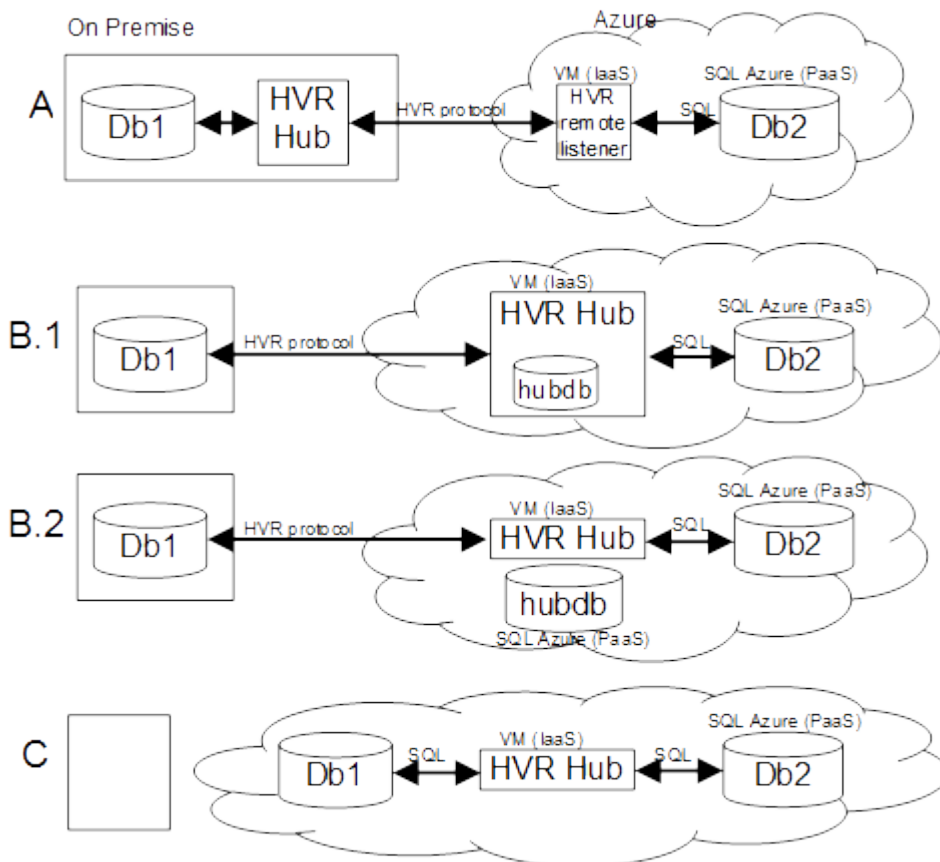 On Premise
Azure
A
Db1
HVR
Hub
HVR protocol
VM (IaaS)
HVR
remote
listener
SQL
SQL Azure (PaaS)
Db2
B.1
Db1
HVR protocol
VM (IaaS)
HVR Hub
hubdb
SQL
SQL Azure (PaaS)
Db2
B.2
Db1
HVR protocol
VM (IaaS)
HVR Hub
hubdb
SQL Azure (PaaS)
SQL
SQL Azure (PaaS)
Db2
C
Db1
SQL
VM (IaaS)
HVR Hub
SQL
SQL Azure (PaaS)
Db2